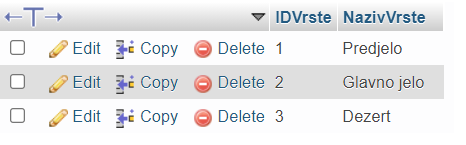 IDVrste NazivVrste
Edit Copy Delete 1 Predjelo
Edit Copy Delete 2 Glavno jelo
Edit Copy Delete 3 Dezert